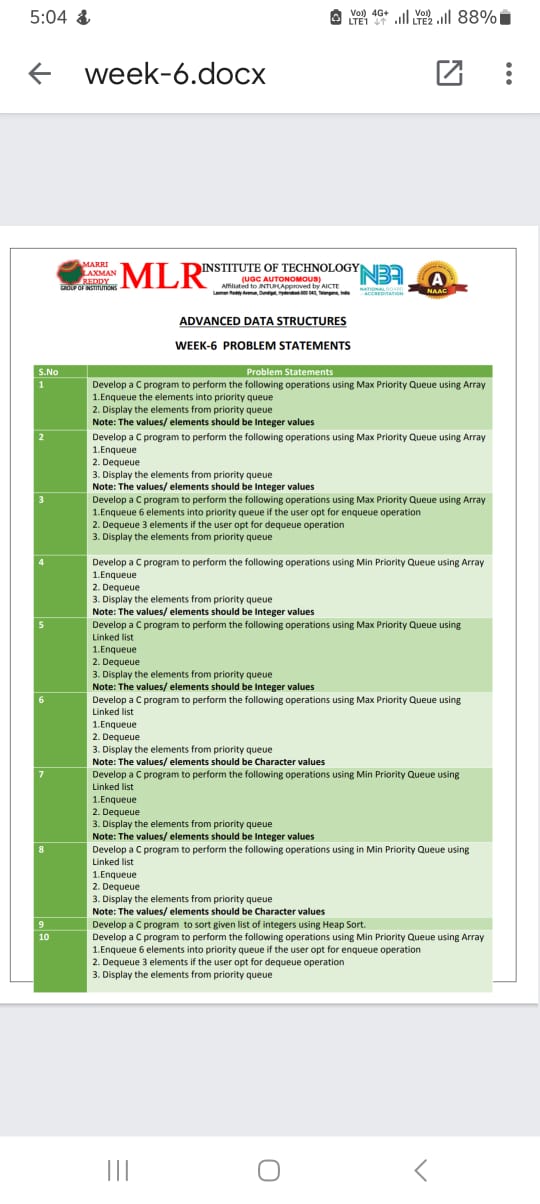 5:04
Vo)) 4G+ LTE1 Vo)) LTE2 88%
week-6.docx
MARRI
LAXMAN
REDDY
GROUP OF INSTITUTIONS
MLR INSTITUTE OF TECHNOLOGY
(UGC AUTONOMOUS)
Affiliated to JNTUH,Approved by AICTE
Laxman Reddy Avenue, Dundigal, Hyderabad-500 043, Telangana, India
NBA
NATIONAL BOARD
ACCREDITATION
A
NAAC
ADVANCED DATA STRUCTURES
WEEK-6 PROBLEM STATEMENTS
S.No Problem Statements
1 Develop a C program to perform the following operations using Max Priority Queue using Array
1.Enqueue the elements into priority queue
2. Display the elements from priority queue
Note: The values/ elements should be Integer values
2 Develop a C program to perform the following operations using Max Priority Queue using Array
1.Enqueue
2. Dequeue
3. Display the elements from priority queue
Note: The values/ elements should be Integer values
3 Develop a C program to perform the following operations using Max Priority Queue using Array
1.Enqueue 6 elements into priority queue if the user opt for enqueue operation
2. Deqeueue 3 elements if the user opt for dequeue operation
3. Display the elements from priority queue
4 Develop a C program to perform the following operations using Min Priority Queue using Array
1.Enqueue
2. Dequeue
3. Display the elements from priority queue
Note: The values/ elements should be Integer values
5 Develop a C program to perform the following operations using Max Priority Queue using
Linked list
1.Enqueue
2. Dequeue
3. Display the elements from priority queue
Note: The values/ elements should be Integer values
6 Develop a C program to perform the following operations using Max Priority Queue using
Linked list
1.Enqueue
2. Dequeue
3. Display the elements from priority queue
Note: The values/ elements should be Character values
7 Develop a C program to perform the following operations using Min Priority Queue using
Linked list
1.Enqueue
2. Dequeue
3. Display the elements from priority queue
Note: The values/ elements should be Integer values
8 Develop a C program to perform the following operations using in Min Priority Queue using
Linked list
1.Enqueue
2. Dequeue
3. Display the elements from priority queue
Note: The values/ elements should be Character values
9 Develop a C program to sort given list of integers using Heap Sort.
10 Develop a C program to perform the following operations using Min Priority Queue using Array
1.Enqueue 6 elements into priority queue if the user opt for enqueue operation
2. Dequeue 3 elements if the user opt for dequeue operation
3. Display the elements from priority queue